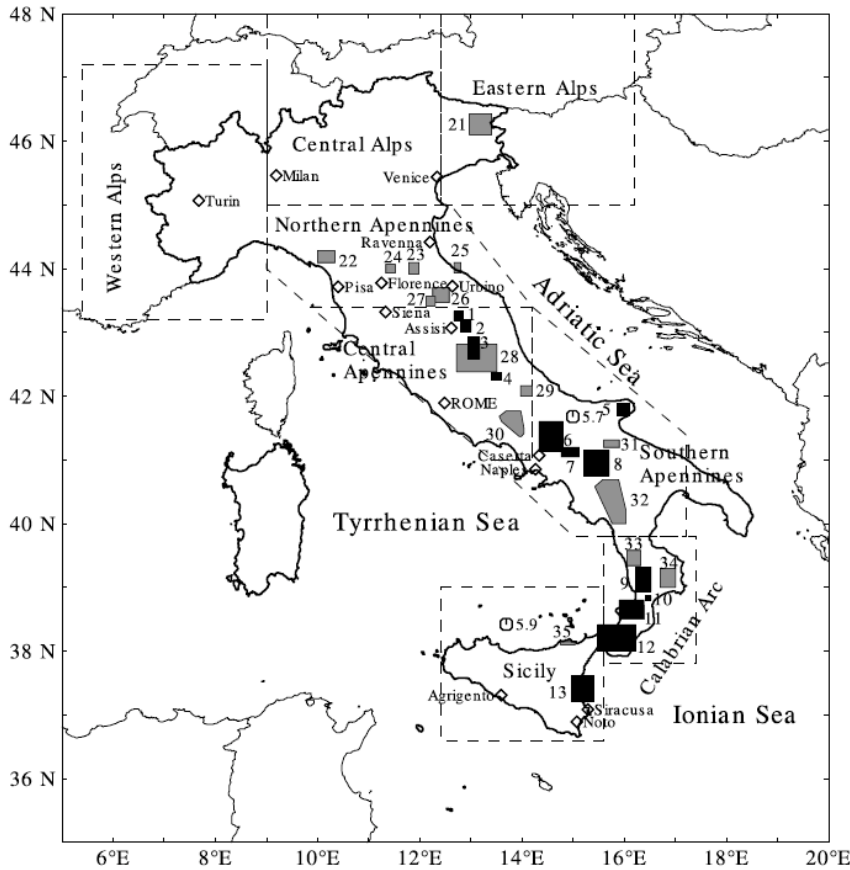 48 N
46 N
44 N
42 N
40 N
38 N
36 N
Eastern Alps
21
Central Alps
Western Alps
Milan
Venice
Turin
Northern Apennines
Ravenna
22
24
23
25
Pisa
Florence
Urbino
27
26
Siena
1
Assisi
2
Adriatic Sea
3
Central
Apennines
28
4
29
ROME
5
5.7
30
6
31
Caserta
Naples
7
8
Southern
Apennines
32
Tyrrhenian Sea
33
34
9
10
11
5.9
35
12
Calabrian Arc
Sicily
13
Agrigento
Siracusa
Noto
Ionian Sea
6°E
8°E
10°E
12°E
14°E
16°E
18°E
20°E